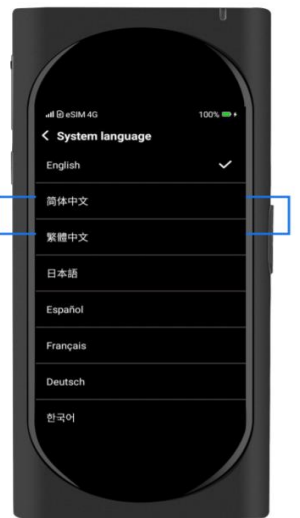 eSIM 4G 100%
System language
English
简体中文
繁體中文
日本語
Español
Français
Deutsch
한국어